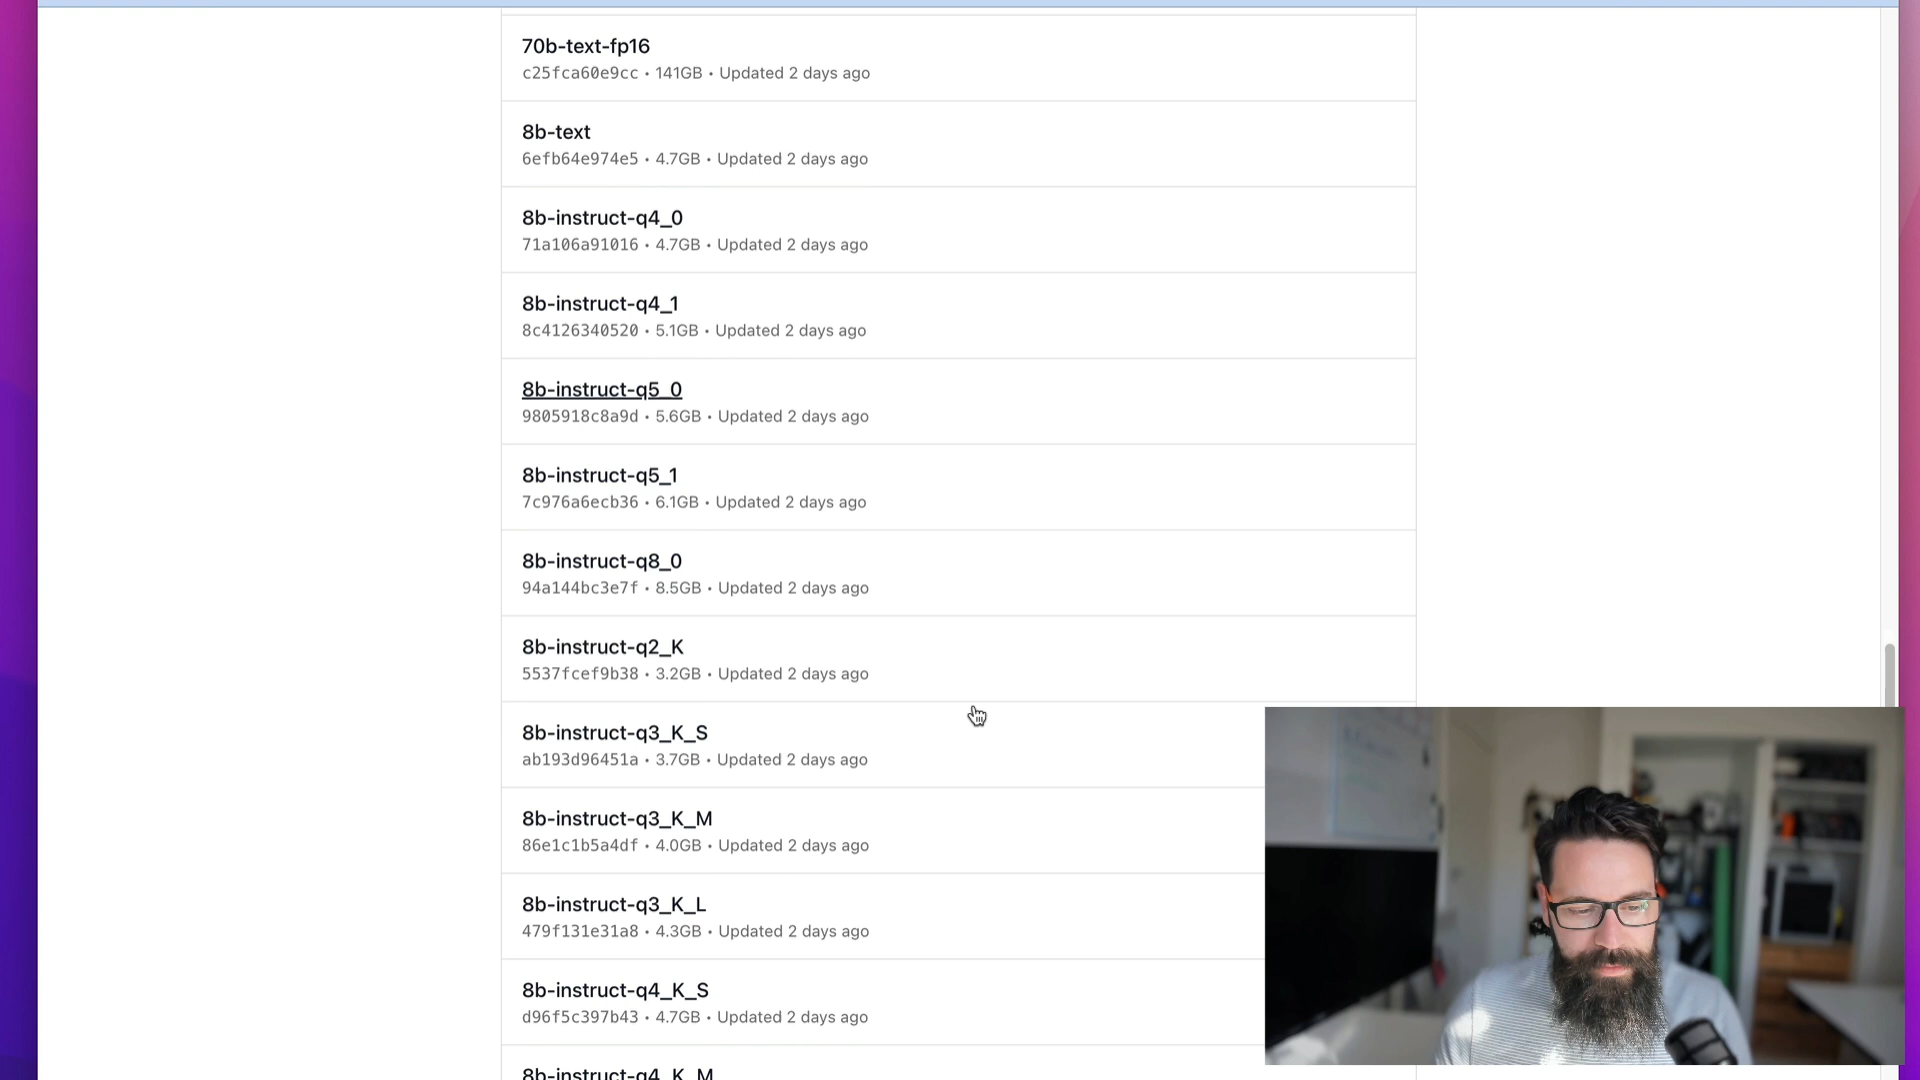 70b-text-fp16
c25fca60e9cc • 141GB • Updated 2 days ago
8b-text
6efb64e974e5 • 4.7GB • Updated 2 days ago
8b-instruct-q4_0
71a106a91016 • 4.7GB • Updated 2 days ago
8b-instruct-q4_1
8c4126340520 • 5.1GB • Updated 2 days ago
8b-instruct-q5_0
9805918c8a9d • 5.6GB • Updated 2 days ago
8b-instruct-q5_1
7c976a6ecb36 • 6.1GB • Updated 2 days ago
8b-instruct-q8_0
94a144bc3e7f • 8.5GB • Updated 2 days ago
8b-instruct-q2_K
5537fcef9b38 • 3.2GB • Updated 2 days ago
8b-instruct-q3_K_S
ab193d96451a • 3.7GB • Updated 2 days ago
8b-instruct-q3_K_M
86e1c1b5a4df • 4.0GB • Updated 2 days ago
8b-instruct-q3_K_L
479f131e31a8 • 4.3GB • Updated 2 days ago
8b-instruct-q4_K_S
d96f5c397b43 • 4.7GB • Updated 2 days ago
8b-instruct-q4_K_M